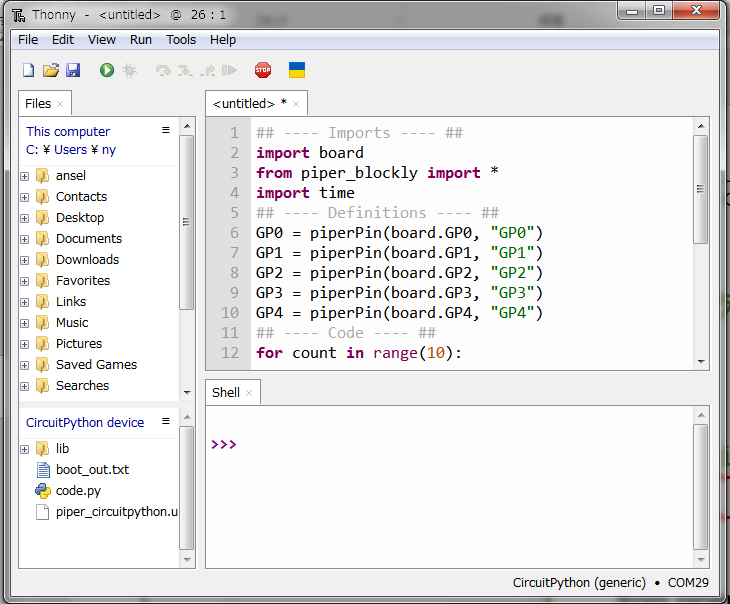 Thonny - <untitled> @ 26 : 1
File Edit View Run Tools Help
STOP
Files ×
This computer
C: ¥ Users ¥ ny
ansel
Contacts
Desktop
Documents
Downloads
Favorites
Links
Music
Pictures
Saved Games
Searches
CircuitPython device
lib
boot_out.txt
code.py
piper_circuitpython.u
<untitled> * ×
1 ## ---- Imports ---- ##
2 import board
3 from piper_blockly import *
4 import time
5 ## ---- Definitions ---- ##
6 GP0 = piperPin(board.GP0, "GP0")
7 GP1 = piperPin(board.GP1, "GP1")
8 GP2 = piperPin(board.GP2, "GP2")
9 GP3 = piperPin(board.GP3, "GP3")
10 GP4 = piperPin(board.GP4, "GP4")
11 ## ---- Code ---- ##
12 for count in range(10):
Shell ×
>>>
CircuitPython (generic) • COM29